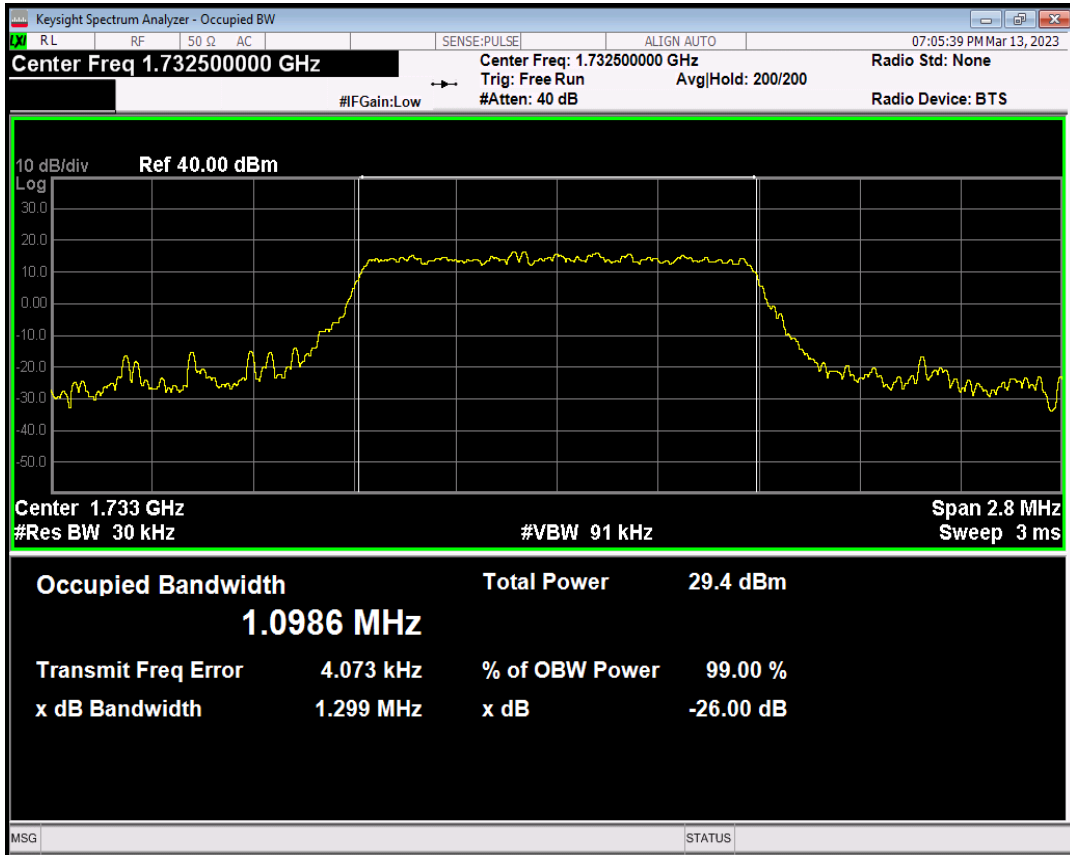 Keysight Spectrum Analyzer - Occupied BW
LXI RL RF 50 Ω AC SENSE:PULSE ALIGN AUTO 07:05:39 PM Mar 13, 2023
Center Freq 1.732500000 GHz Center Freq: 1.732500000 GHz Radio Std: None
Trig: Free Run Avg|Hold: 200/200
#IFGain:Low #Atten: 40 dB Radio Device: BTS
10 dB/div Ref 40.00 dBm
Log
30.0
20.0
10.0
0.00
-10.0
-20.0
-30.0
-40.0
-50.0
Center 1.733 GHz Span 2.8 MHz
#Res BW 30 kHz #VBW 91 kHz Sweep 3 ms
Occupied Bandwidth Total Power 29.4 dBm
1.0986 MHz
Transmit Freq Error 4.073 kHz % of OBW Power 99.00 %
x dB Bandwidth 1.299 MHz x dB -26.00 dB
MSG STATUS